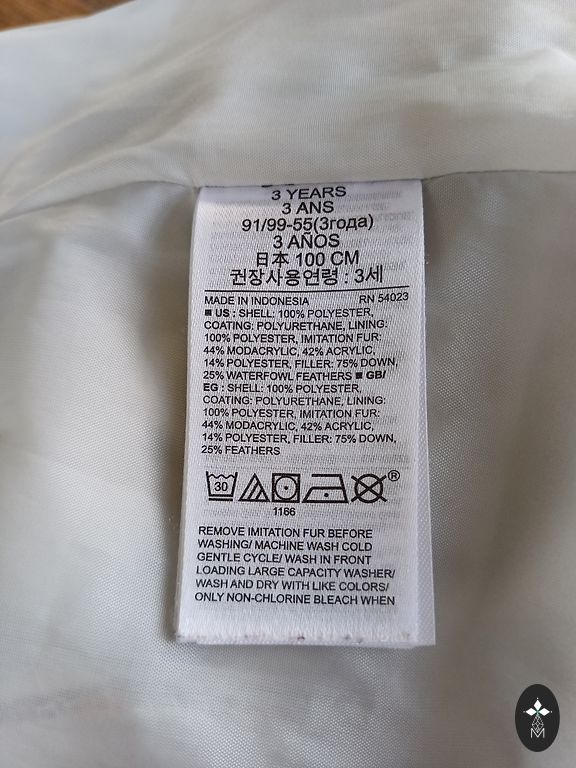 3 YEARS
3 ANS
91/99-55(3года)
3 AÑOS
日本 100 CM
권장사용연령 : 3세
MADE IN INDONESIA RN 54023
■ US : SHELL: 100% POLYESTER,
COATING: POLYURETHANE, LINING:
100% POLYESTER, IMITATION FUR:
44% MODACRYLIC, 42% ACRYLIC,
14% POLYESTER, FILLER: 75% DOWN,
25% WATERFOWL FEATHERS ■ GB/
EG : SHELL: 100% POLYESTER,
COATING: POLYURETHANE, LINING:
100% POLYESTER, IMITATION FUR:
44% MODACRYLIC, 42% ACRYLIC,
14% POLYESTER, FILLER: 75% DOWN,
25% FEATHERS
30
®
1186
REMOVE IMITATION FUR BEFORE
WASHING/ MACHINE WASH COLD
GENTLE CYCLE/ WASH IN FRONT
LOADING LARGE CAPACITY WASHER/
WASH AND DRY WITH LIKE COLORS/
ONLY NON-CHLORINE BLEACH WHEN
M